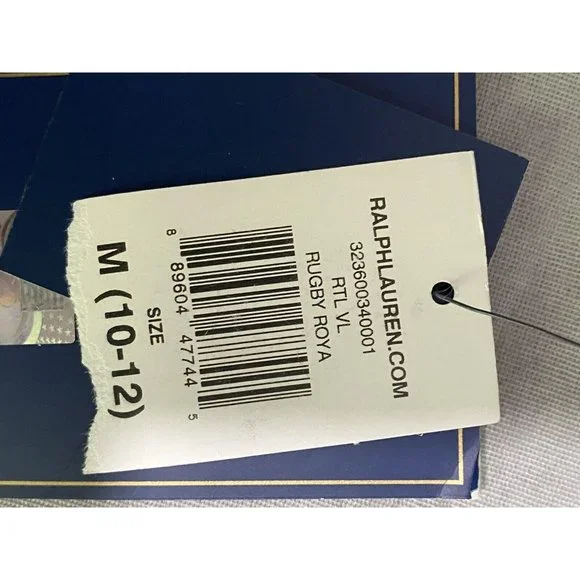 RALPHLAUREN.COM
323600340001
RTL VL
RUGBY ROYA
8 89604 47744 5
SIZE
M (10-12)